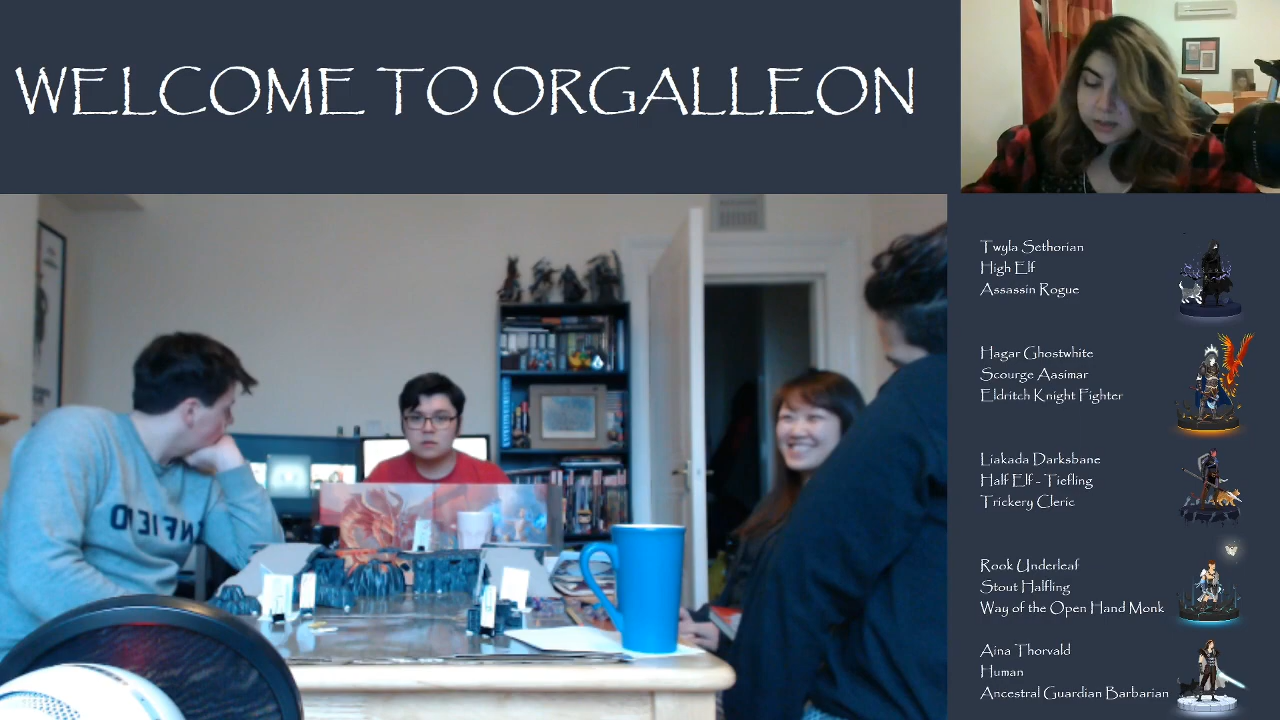 WELCOME TO ORGALLEON
Twyla Sethorian
High Elf
Assassin Rogue
Hagar Ghostwhite
Scourge Aasimar
Eldritch Knight Fighter
Liakada Darksbane
Half Elf - Tiefling
Trickery Cleric
Rook Underleaf
Stout Halfling
Way of the Open Hand Monk
Aina Thorvald
Human
Ancestral Guardian Barbarian